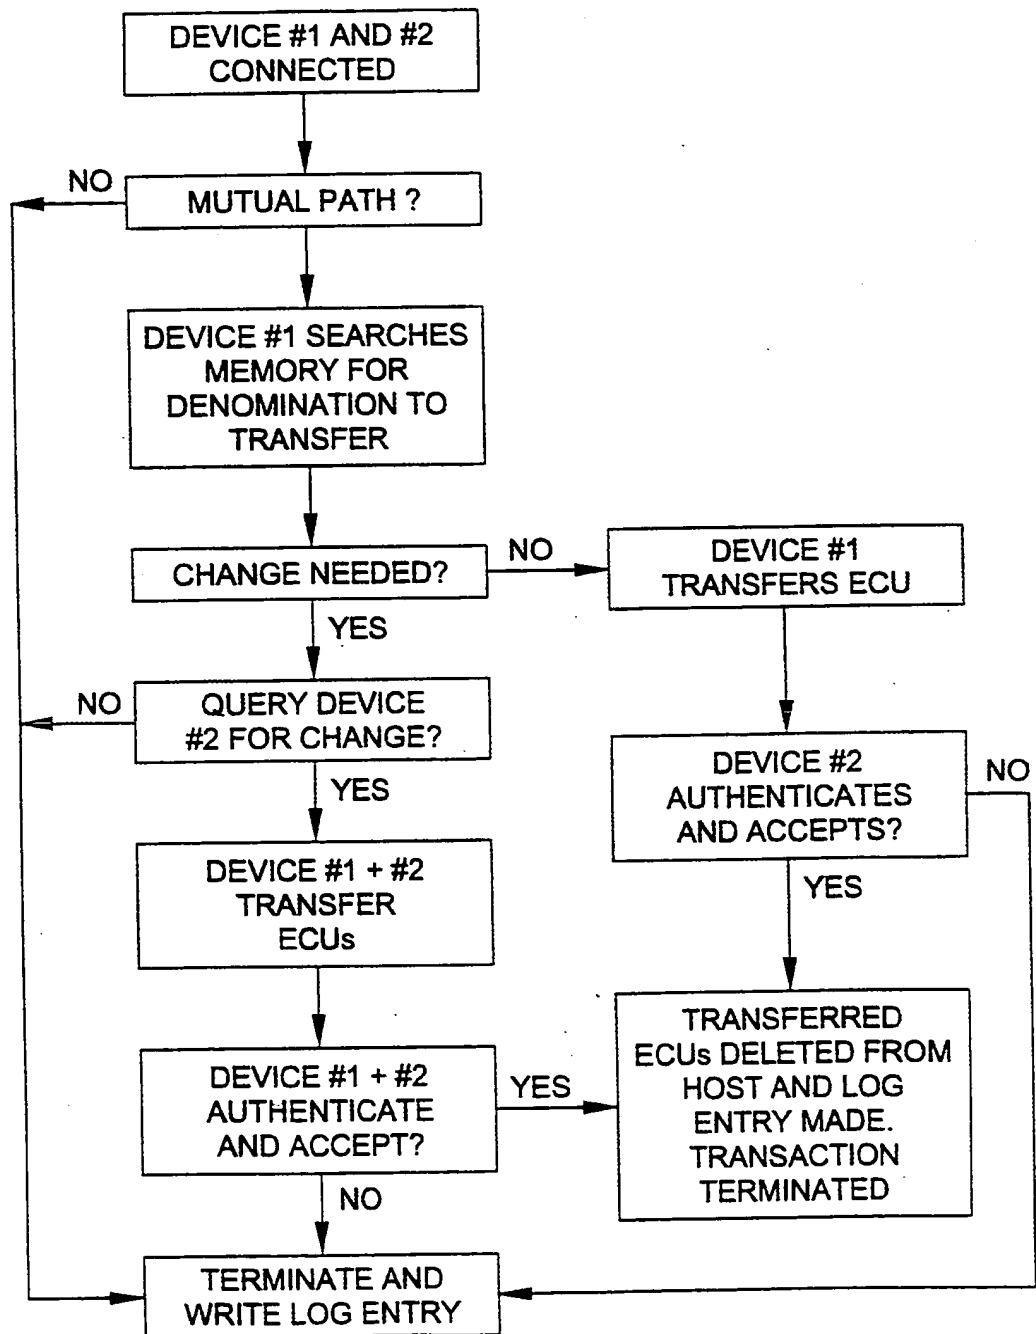 DEVICE #1 AND #2
CONNECTED
NO
MUTUAL PATH ?
DEVICE #1 SEARCHES
MEMORY FOR
DENOMINATION TO
TRANSFER
CHANGE NEEDED?
NO
DEVICE #1
TRANSFERS ECU
YES
NO
QUERY DEVICE
#2 FOR CHANGE?
DEVICE #2
AUTHENTICATES
AND ACCEPTS?
NO
YES
YES
DEVICE #1 + #2
TRANSFER
ECUs
DEVICE #1 + #2
AUTHENTICATE
AND ACCEPT?
YES
TRANSFERRED
ECUs DELETED FROM
HOST AND LOG
ENTRY MADE.
TRANSACTION
TERMINATED
NO
TERMINATE AND
WRITE LOG ENTRY